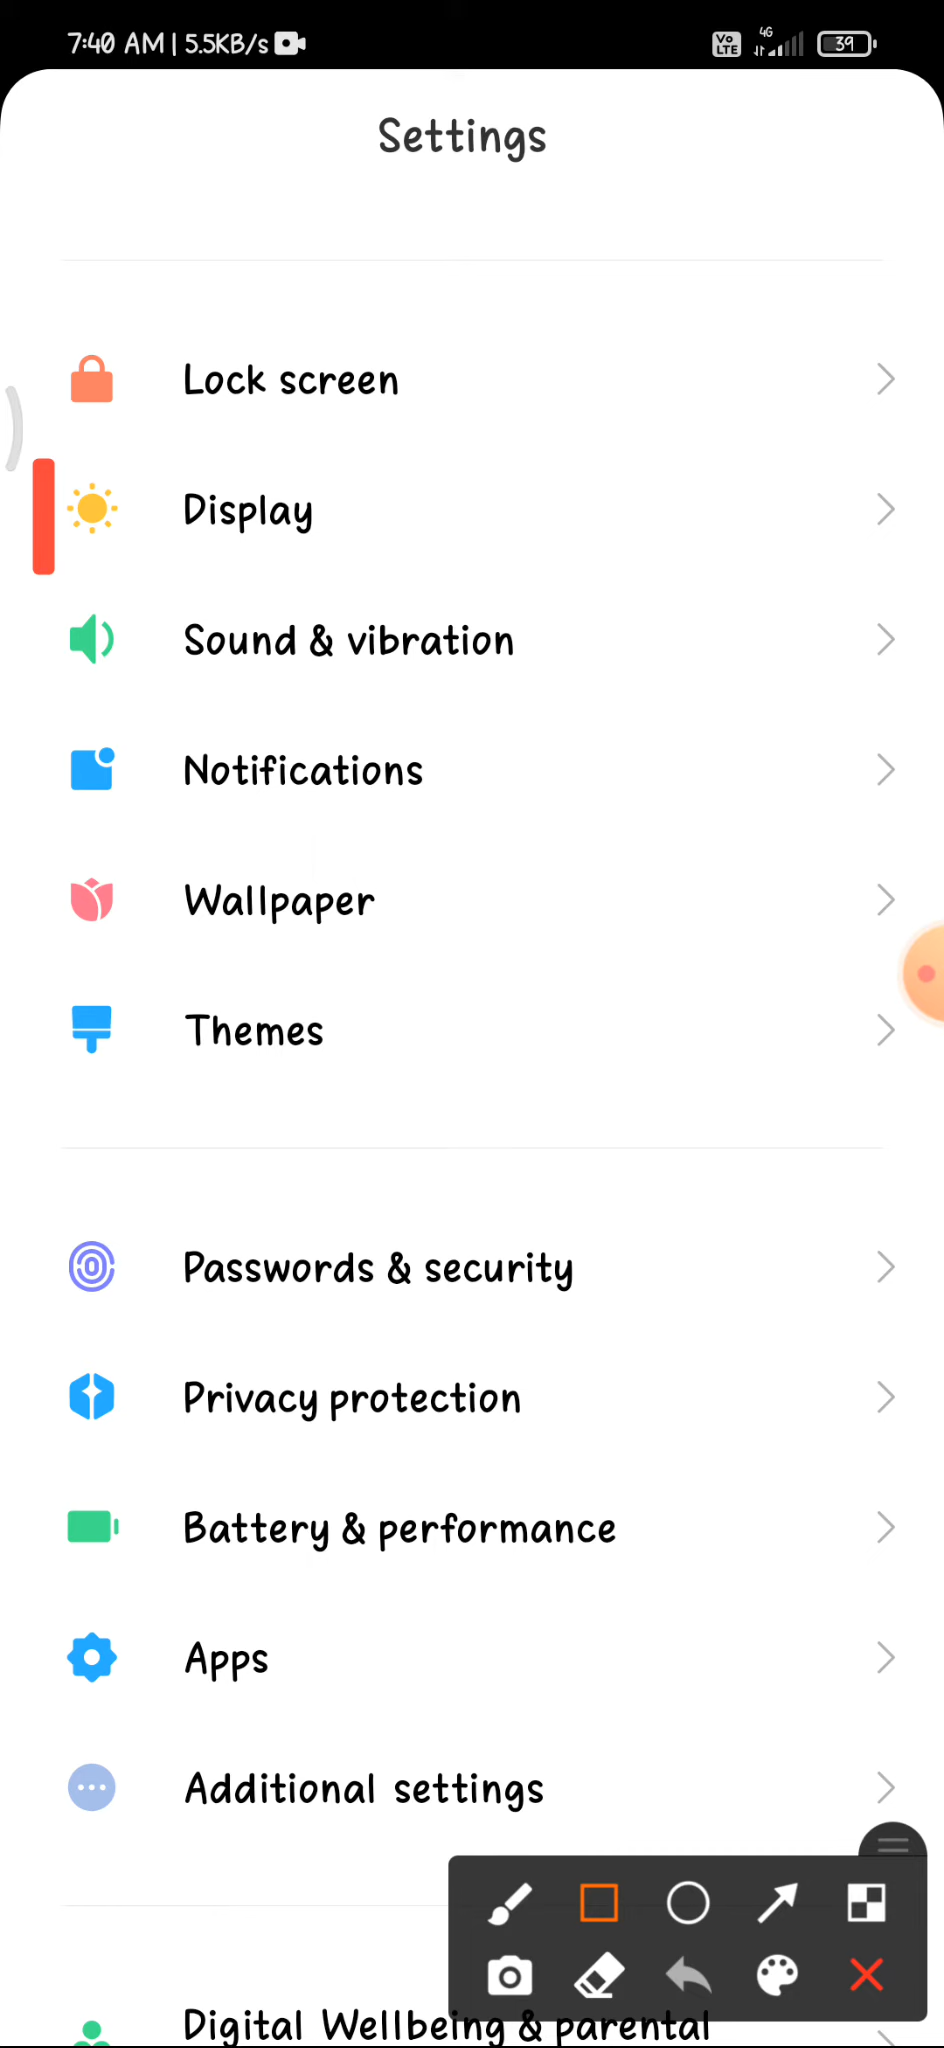 7:40 AM | 5.5KB/s
Vo LTE 4G 39
Settings
Lock screen
Display
Sound & vibration
Notifications
Wallpaper
Themes
Passwords & security
Privacy protection
Battery & performance
Apps
Additional settings
Digital Wellbeing & parental